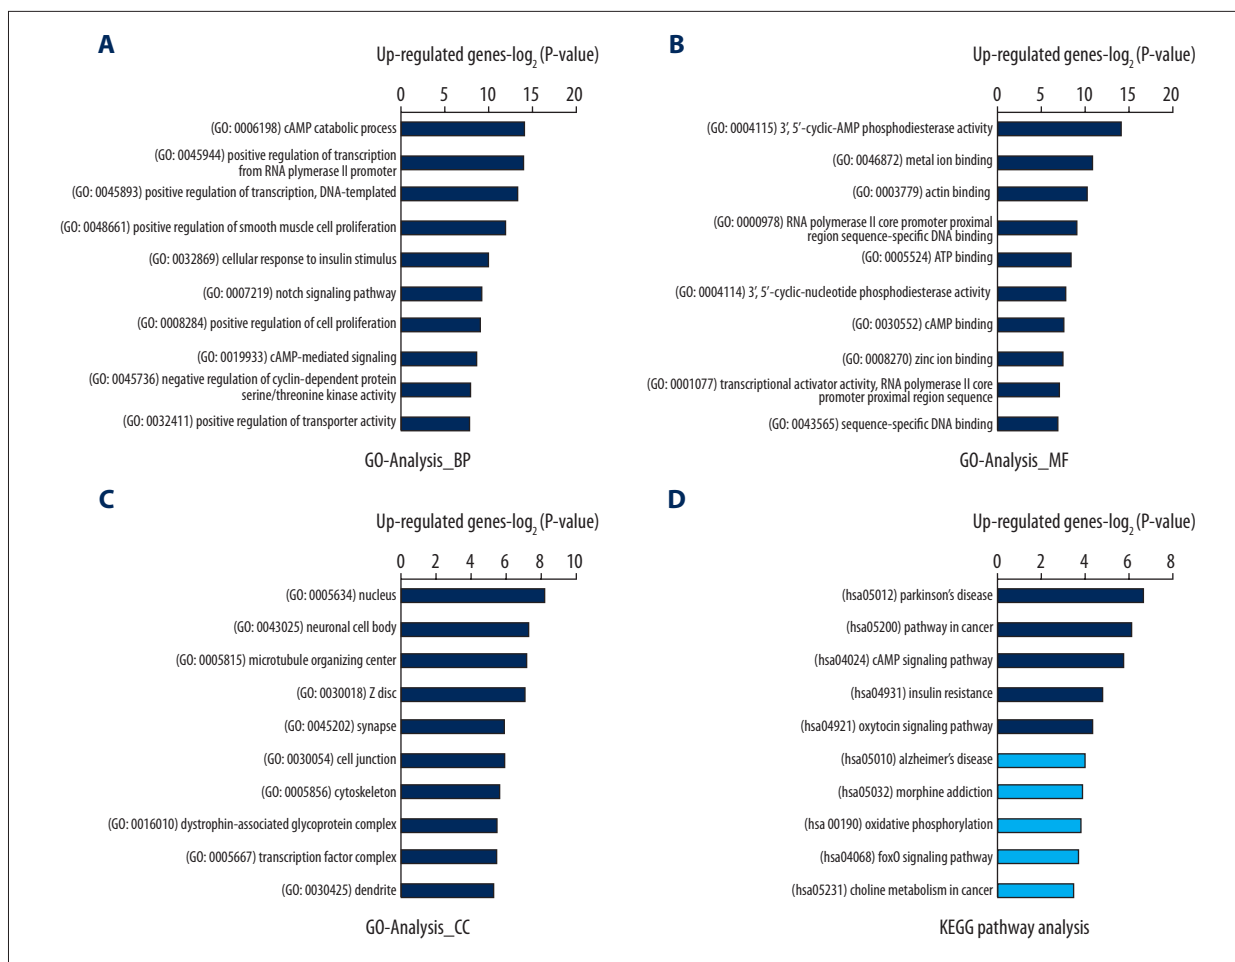 A
Up-regulated genes-log2 (P-value)
0 5 10 15 20
(GO: 0006198) cAMP catabolic process
(GO: 0045944) positive regulation of transcription
from RNA plymerase II promoter
(GO: 0045893) positive regulation of transcription, DNA-templated
(GO: 0048661) positive regulation of smooth muscle cell proliferation
(GO: 0032869) cellular response to insulin stimulus
(GO: 0007219) notch signaling pathway
(GO: 0008284) positive regulation of cell proliferation
(GO: 0019933) cAMP-mediated signaling
(GO: 0045736) negative regulation of cyclin-dependent protein
serine/threonine kinase activity
(GO: 0032411) positive regulation of transporter activity
GO-Analysis_BP
B
Up-regulated genes-log2 (P-value)
0 5 10 15 20
(GO: 0004115) 3′, 5′-cyclic-AMP phosphodiesterase activity
(GO: 0046872) metal ion binding
(GO: 0003779) actin binding
(GO: 0000978) RNA polymerase II core promoter proximal
region sequence-specific DNA binding
(GO: 0005524) ATP binding
(GO: 0004114) 3′, 5′-cyclic-nucleotide phosphodiesterase activity
(GO: 0030552) cAMP binding
(GO: 0008270) zinc ion binding
(GO: 0001077) transcriptional activator activity, RNA polymerase II core
promoter proximal region sequence
(GO: 0043565) sequence-specific DNA binding
GO-Analysis_MF
C
Up-regulated genes-log2 (P-value)
0 2 4 6 8 10
(GO: 0005634) nucleus
(GO: 0043025) neuronal cell body
(GO: 0005815) microtubule organizing center
(GO: 0030018) Z disc
(GO: 0045202) synapse
(GO: 0030054) cell junction
(GO: 0005856) cytoskeleton
(GO: 0016010) dystrophin-associated glycoprotein complex
(GO: 0005667) transcription factor complex
(GO: 0030425) dendrite
GO-Analysis_CC
D
Up-regulated genes-log2 (P-value)
0 2 4 6 8
(hsa05012) parkinson’s disease
(hsa05200) pathway in cancer
(hsa04024) cAMP signaling pathway
(hsa04931) insulin resistance
(hsa04921) oxytocin signaling pathway
(hsa05010) alzheimer’s disease
(hsa05032) morphine addiction
(hsa 00190) oxidative phosphorylation
(hsa04068) foxO signaling pathway
(hsa05231) choline metabolism in cancer
KEGG pathway analysis